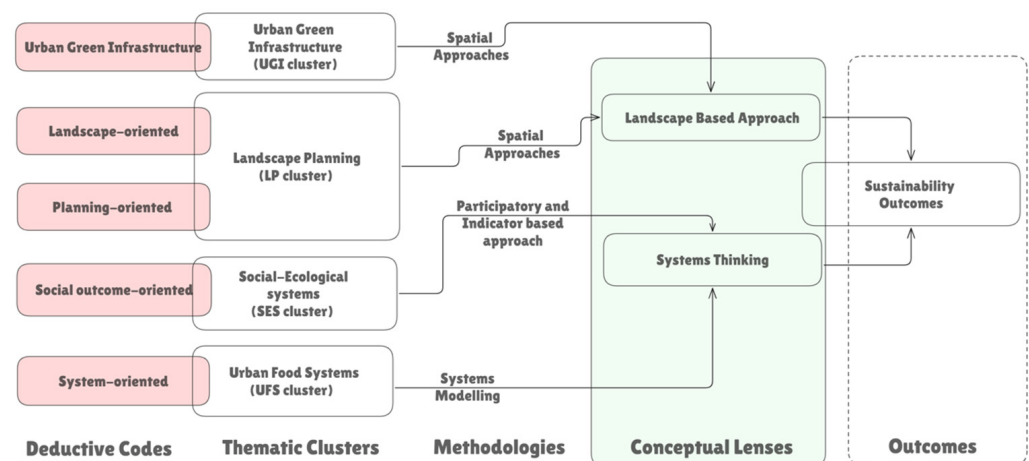 Urban Green Infrastructure
Urban Green
Infrastructure
(UGI cluster)
Spatial
Approaches
Landscape-oriented
Planning-oriented
Landscape Planning
(LP cluster)
Spatial
Approaches
Landscape Based Approach
Sustainability
Outcomes
Social outcome-oriented
Social-Ecological
systems
(SES cluster)
Participatory and
Indicator based
approach
Systems Thinking
System-oriented
Urban Food Systems
(UFS cluster)
Systems
Modelling
Deductive Codes
Thematic Clusters
Methodologies
Conceptual Lenses
Outcomes